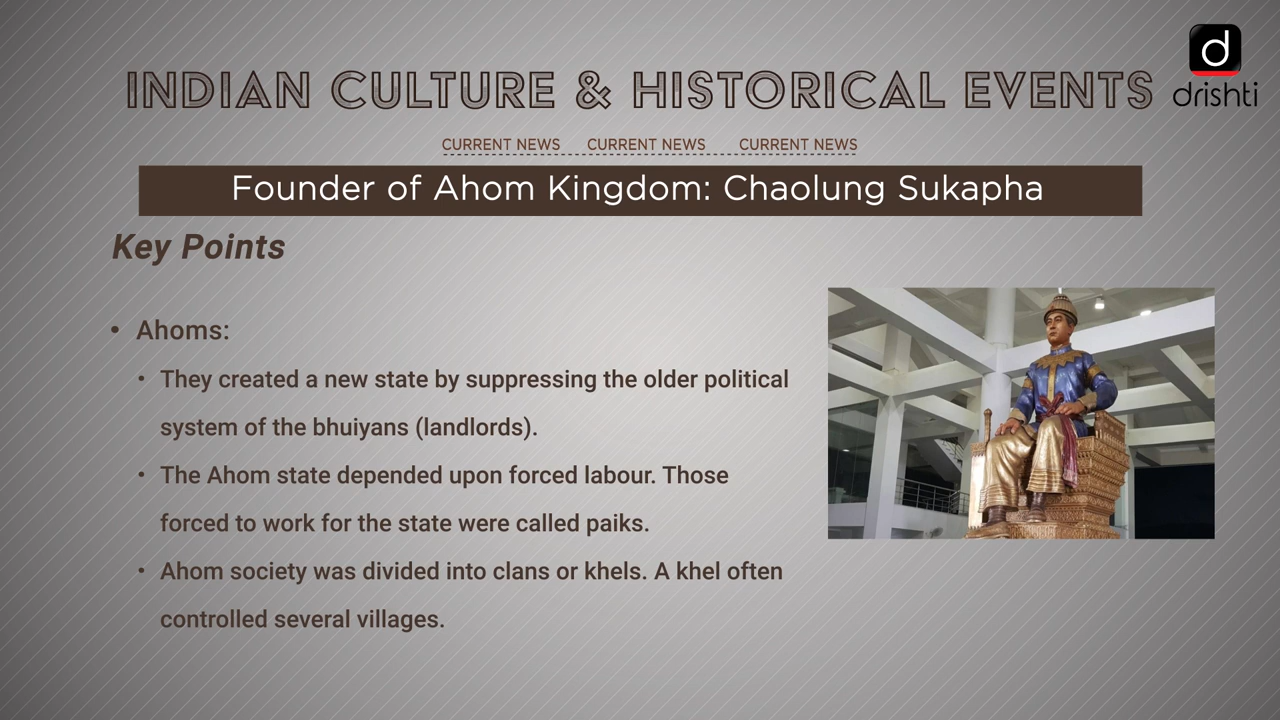 INDIAN CULTURE & HISTORICAL EVENTS
d
drishti
CURRENT NEWS CURRENT NEWS CURRENT NEWS
Founder of Ahom Kingdom: Chaolung Sukapha
Key Points
• Ahoms:
• They created a new state by suppressing the older political
system of the bhuiyans (landlords).
• The Ahom state depended upon forced labour. Those
forced to work for the state were called paiks.
• Ahom society was divided into clans or khels. A khel often
controlled several villages.